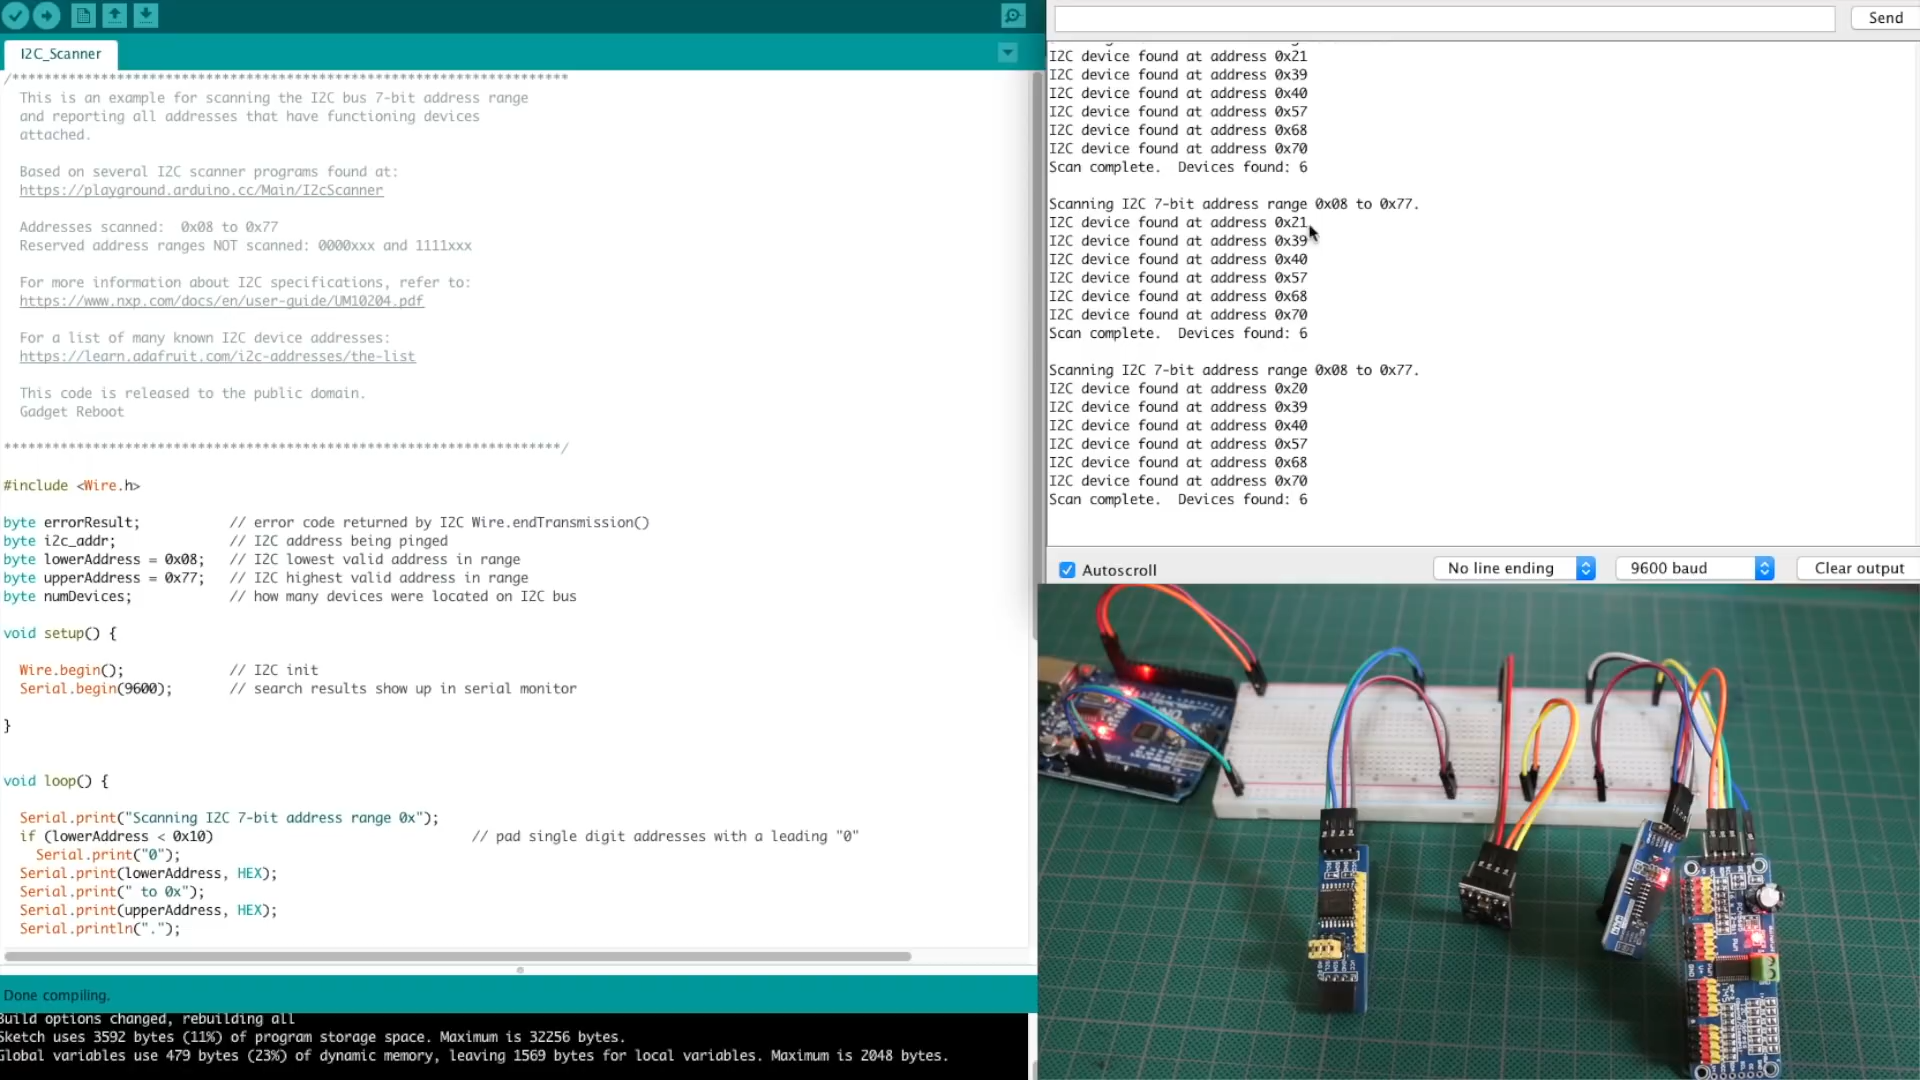 I2C_Scanner
/*********************************************************************
This is an example for scanning the I2C bus 7-bit address range
and reporting all addresses that have functioning devices
attached.
Based on several I2C scanner programs found at:
https://playground.arduino.cc/Main/I2cScanner
Addresses scanned:  0x08 to 0x77
Reserved address ranges NOT scanned: 0000xxx and 1111xxx
For more information about I2C specifications, refer to:
https://www.nxp.com/docs/en/user-guide/UM10204.pdf
For a list of many known I2C device addresses:
https://learn.adafruit.com/i2c-addresses/the-list
This code is released to the public domain.
Gadget Reboot
*********************************************************************/
#include <Wire.h>
byte errorResult;           // error code returned by I2C Wire.endTransmission()
byte i2c_addr;              // I2C address being pinged
byte lowerAddress = 0x08;   // I2C lowest valid address in range
byte upperAddress = 0x77;   // I2C highest valid address in range
byte numDevices;            // how many devices were located on I2C bus
void setup() {
Wire.begin();             // I2C init
Serial.begin(9600);       // search results show up in serial monitor
}
void loop() {
Serial.print("Scanning I2C 7-bit address range 0x");
if (lowerAddress < 0x10)                                // pad single digit addresses with a leading "0"
Serial.print("0");
Serial.print(lowerAddress, HEX);
Serial.print(" to 0x");
Serial.print(upperAddress, HEX);
Serial.println(".");
Done compiling.
Build options changed, rebuilding all
Sketch uses 3592 bytes (11%) of program storage space. Maximum is 32256 bytes.
Global variables use 479 bytes (23%) of dynamic memory, leaving 1569 bytes for local variables. Maximum is 2048 bytes.
Send
I2C device found at address 0x21
I2C device found at address 0x39
I2C device found at address 0x40
I2C device found at address 0x57
I2C device found at address 0x68
I2C device found at address 0x70
Scan complete.  Devices found: 6
Scanning I2C 7-bit address range 0x08 to 0x77.
I2C device found at address 0x21
I2C device found at address 0x39
I2C device found at address 0x40
I2C device found at address 0x57
I2C device found at address 0x68
I2C device found at address 0x70
Scan complete.  Devices found: 6
Scanning I2C 7-bit address range 0x08 to 0x77.
I2C device found at address 0x20
I2C device found at address 0x39
I2C device found at address 0x40
I2C device found at address 0x57
I2C device found at address 0x68
I2C device found at address 0x70
Scan complete.  Devices found: 6
Autoscroll
No line ending
9600 baud
Clear output